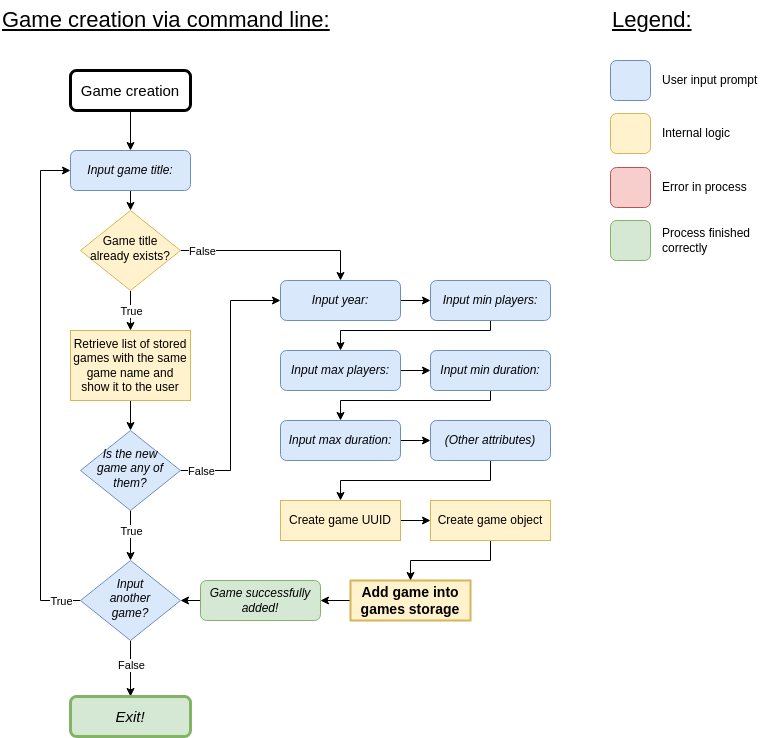 Game creation via command line:
Legend:
Game creation
User input prompt
Internal logic
Error in process
Process finished
correctly
Input game title:
Game title
already exists?
False
True
Retrieve list of stored
games with the same
game name and
show it to the user
Is the new
game any of
them?
False
True
Input
another
game?
True
False
Exit!
Input year:
Input min players:
Input max players:
Input min duration:
Input max duration:
(Other attributes)
Create game UUID
Create game object
Add game into
games storage
Game successfully
added!